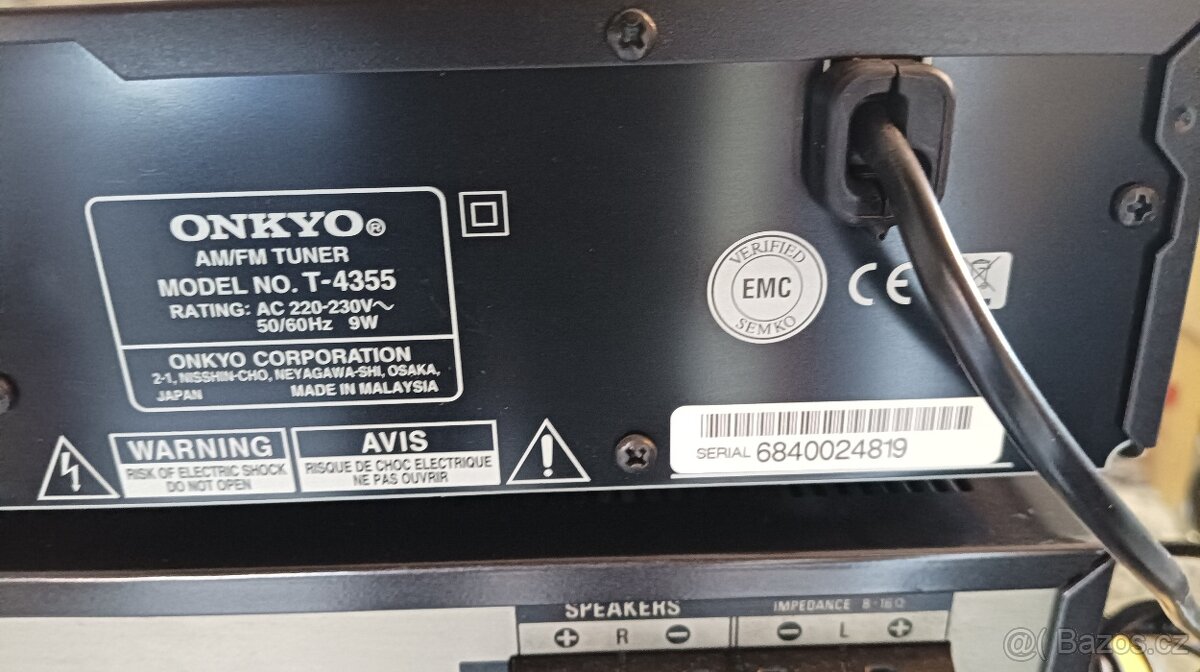 ONKYO®
AM/FM TUNER
MODEL NO. T-4355
RATING: AC 220-230V~
50/60Hz 9W
ONKYO CORPORATION
2-1, NISSHIN-CHO, NEYAGAWA-SHI, OSAKA,
JAPAN MADE IN MALAYSIA
VERIFIED
EMC
SEMKO
CE
WARNING
RISK OF ELECTRIC SHOCK
DO NOT OPEN
AVIS
RISQUE DE CHOC ELECTRIQUE
NE PAS OUVRIR
SERIAL 6840024819
SPEAKERS
IMPEDANCE 8-16Ω
+ R - - L +
Bazos.cz